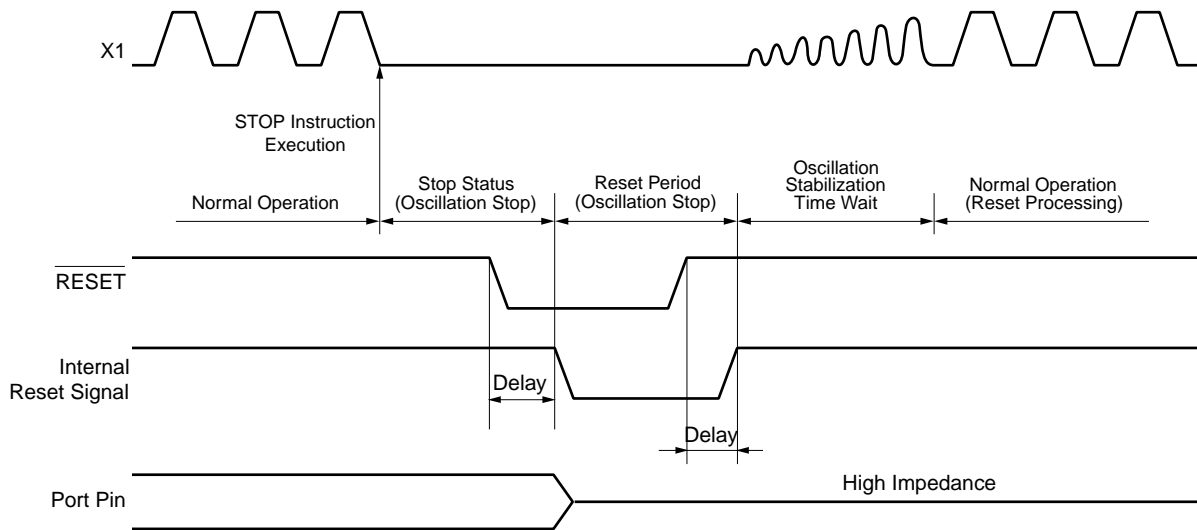 X1
STOP Instruction
Execution
Normal Operation
Stop Status
(Oscillation Stop)
Reset Period
(Oscillation Stop)
Oscillation
Stabilization
Time Wait
Normal Operation
(Reset Processing)
RESET
Internal
Reset Signal
Delay
Delay
Port Pin
High Impedance